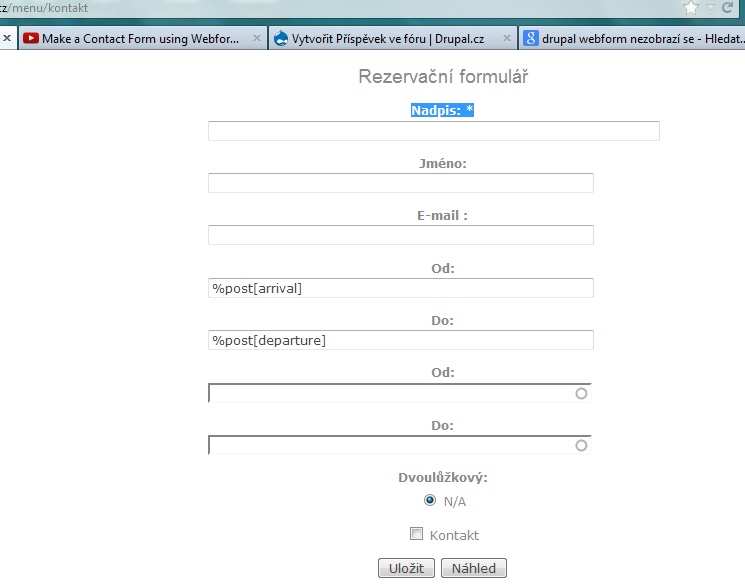 cz/menu/kontakt
Make a Contact Form using Webfor... Vytvořit Příspěvek ve fóru | Drupal.cz drupal webform nezobrazí se - Hledat...
Rezervační formulář
Nadpis: *
Jméno:
E-mail :
Od:
%post[arrival]
Do:
%post[departure]
Od:
Do:
Dvoulůžkový:
N/A
Kontakt
Uložit Náhled